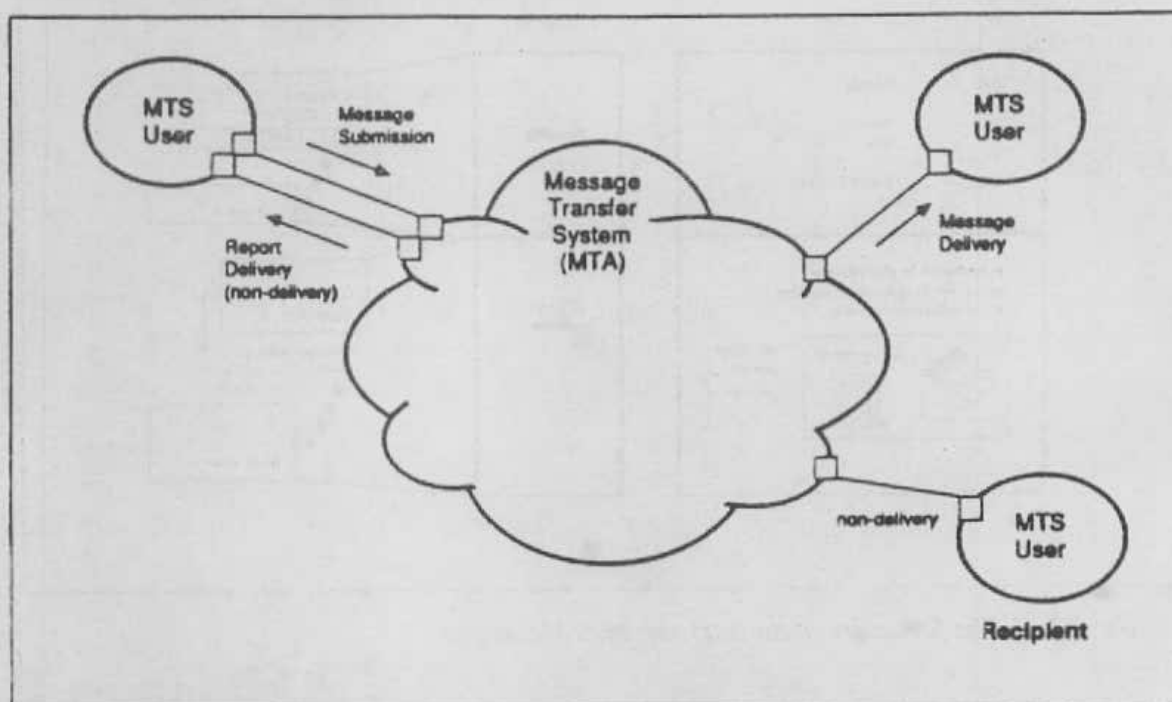 MTS
User
Message
Submission
Report
Delivery
(non-delivery)
Message
Transfer
System
(MTA)
MTS
User
Message
Delivery
non-delivery
MTS
User
Recipient